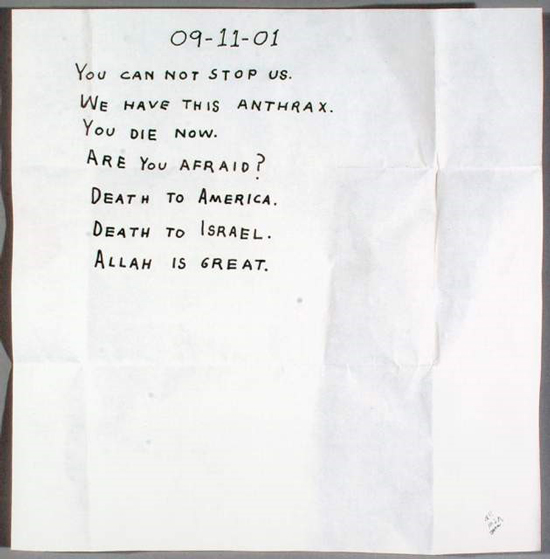 09-11-01
YOU CAN NOT STOP US.
WE HAVE THIS ANTHRAX.
YOU DIE NOW.
ARE YOU AFRAID?
DEATH TO AMERICA.
DEATH TO ISRAEL.
ALLAH IS GREAT.